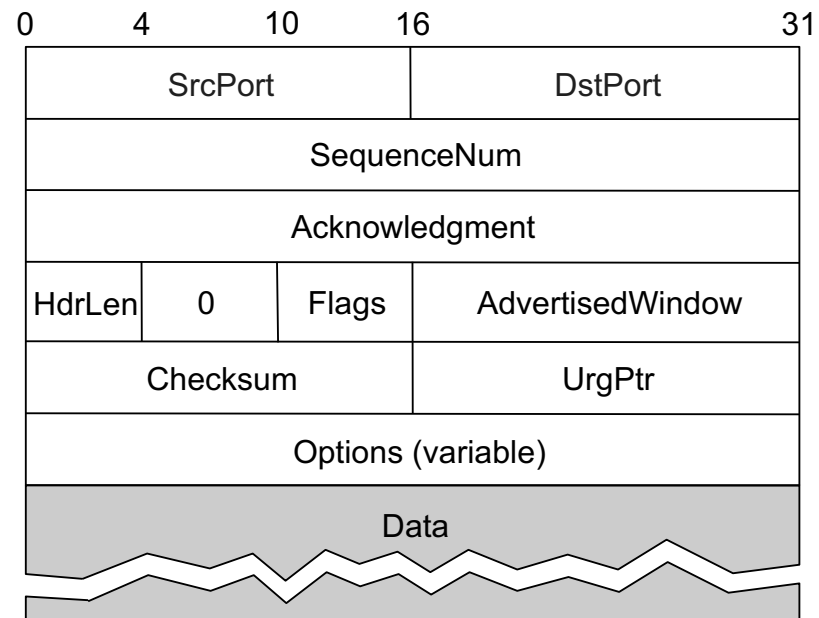 0 4 10 16 31
SrcPort DstPort
SequenceNum
Acknowledgment
HdrLen 0 Flags AdvertisedWindow
Checksum UrgPtr
Options (variable)
Data